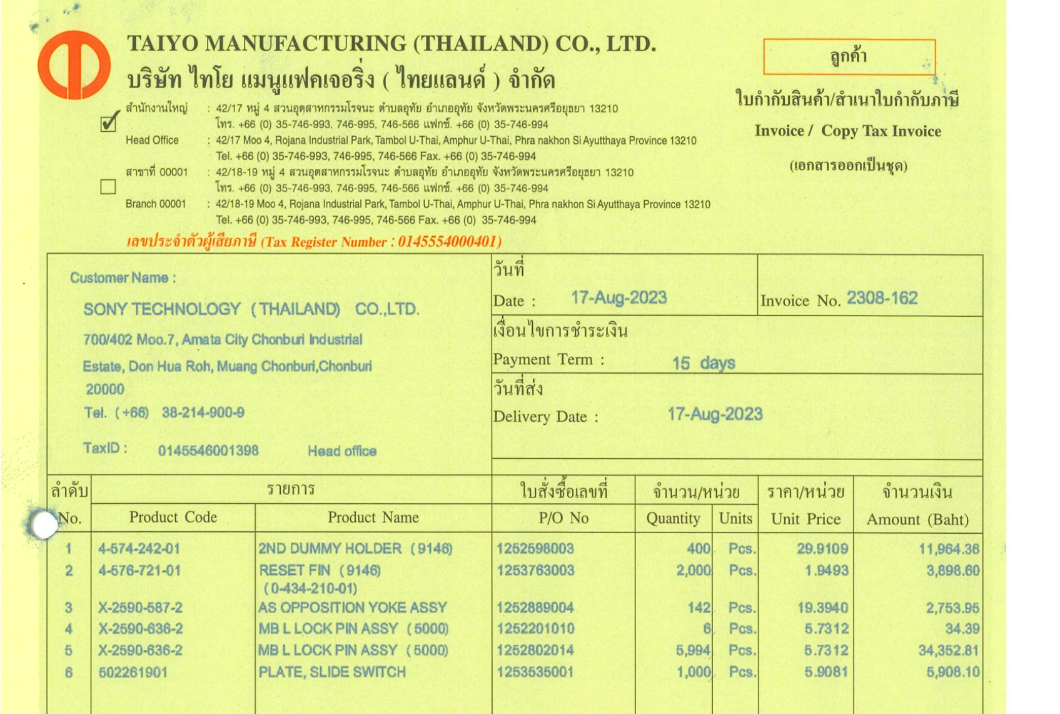 TAIYO MANUFACTURING (THAILAND) CO., LTD.
บริษัท ไทโย แมนูแฟคเจอริ่ง ( ไทยแลนด์ ) จำกัด
สำนักงานใหญ่ : 42/17 หมู่ 4 สวนอุตสาหกรรมโรจนะ ตำบลอุทัย อำเภออุทัย จังหวัดพระนครศรีอยุธยา 13210
โทร. +66 (0) 35-746-993, 746-995, 746-566 แฟกซ์. +66 (0) 35-746-994
Head Office : 42/17 Moo 4, Rojana Industrial Park, Tambol U-Thai, Amphur U-Thai, Phra nakhon Si Ayutthaya Province 13210
Tel. +66 (0) 35-746-993, 746-995, 746-566 Fax. +66 (0) 35-746-994
สาขาที่ 00001 : 42/18-19 หมู่ 4 สวนอุตสาหกรรมโรจนะ ตำบลอุทัย อำเภออุทัย จังหวัดพระนครศรีอยุธยา 13210
โทร. +66 (0) 35-746-993, 746-995, 746-566 แฟกซ์. +66 (0) 35-746-994
Branch 00001 : 42/18-19 Moo 4, Rojana Industrial Park, Tambol U-Thai, Amphur U-Thai, Phra nakhon Si Ayutthaya Province 13210
Tel. +66 (0) 35-746-993, 746-995, 746-566 Fax. +66 (0) 35-746-994
เลขประจำตัวผู้เสียภาษี (Tax Register Number : 0145554000401)
ลูกค้า
ใบกำกับสินค้า/สำเนาใบกำกับภาษี
Invoice / Copy Tax Invoice
(เอกสารออกเป็นชุด)
Customer Name :
SONY TECHNOLOGY (THAILAND) CO.,LTD.
700/402 Moo.7, Amata City Chonburi Industrial
Estate, Don Hua Roh, Muang Chonburi,Chonburi
20000
Tel. (+66) 38-214-900-9
TaxID : 0145546001398 Head office
วันที่
Date : 17-Aug-2023 Invoice No. 2308-162
เงื่อนไขการชำระเงิน
Payment Term : 15 days
วันที่ส่ง
Delivery Date : 17-Aug-2023
ลำดับ รายการ ใบสั่งซื้อเลขที่ จำนวน/หน่วย ราคา/หน่วย จำนวนเงิน
No. Product Code Product Name P/O No Quantity Units Unit Price Amount (Baht)
1 4-574-242-01 2ND DUMMY HOLDER (9146) 1252598003 400 Pcs. 29.9109 11,964.36
2 4-576-721-01 RESET FIN (9146) 1253763003 2,000 Pcs. 1.9493 3,898.60
(0-434-210-01)
3 X-2590-587-2 AS OPPOSITION YOKE ASSY 1252889004 142 Pcs. 19.3940 2,753.95
4 X-2590-636-2 MB L LOCK PIN ASSY (5000) 1252201010 6 Pcs. 5.7312 34.39
5 X-2590-636-2 MB L LOCK PIN ASSY (5000) 1252802014 5,994 Pcs. 5.7312 34,352.81
6 502261901 PLATE, SLIDE SWITCH 1253535001 1,000 Pcs. 5.9081 5,908.10